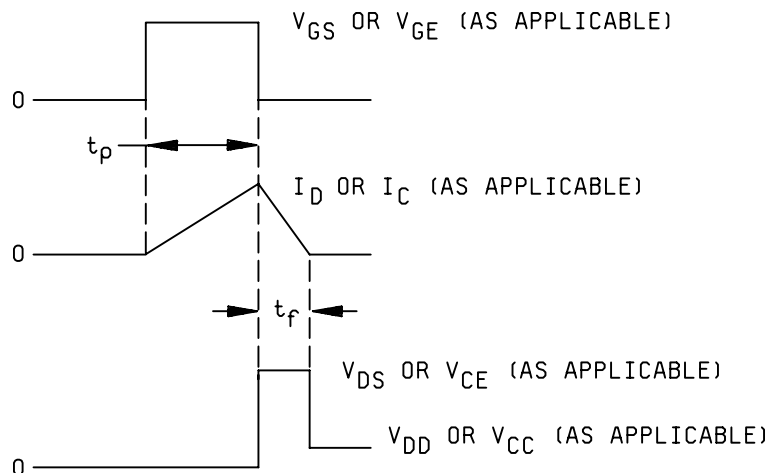 V_GS OR V_GE (AS APPLICABLE)
0
t_p
I_D OR I_C (AS APPLICABLE)
0
t_f
V_DS OR V_CE (AS APPLICABLE)
V_DD OR V_CC (AS APPLICABLE)
0